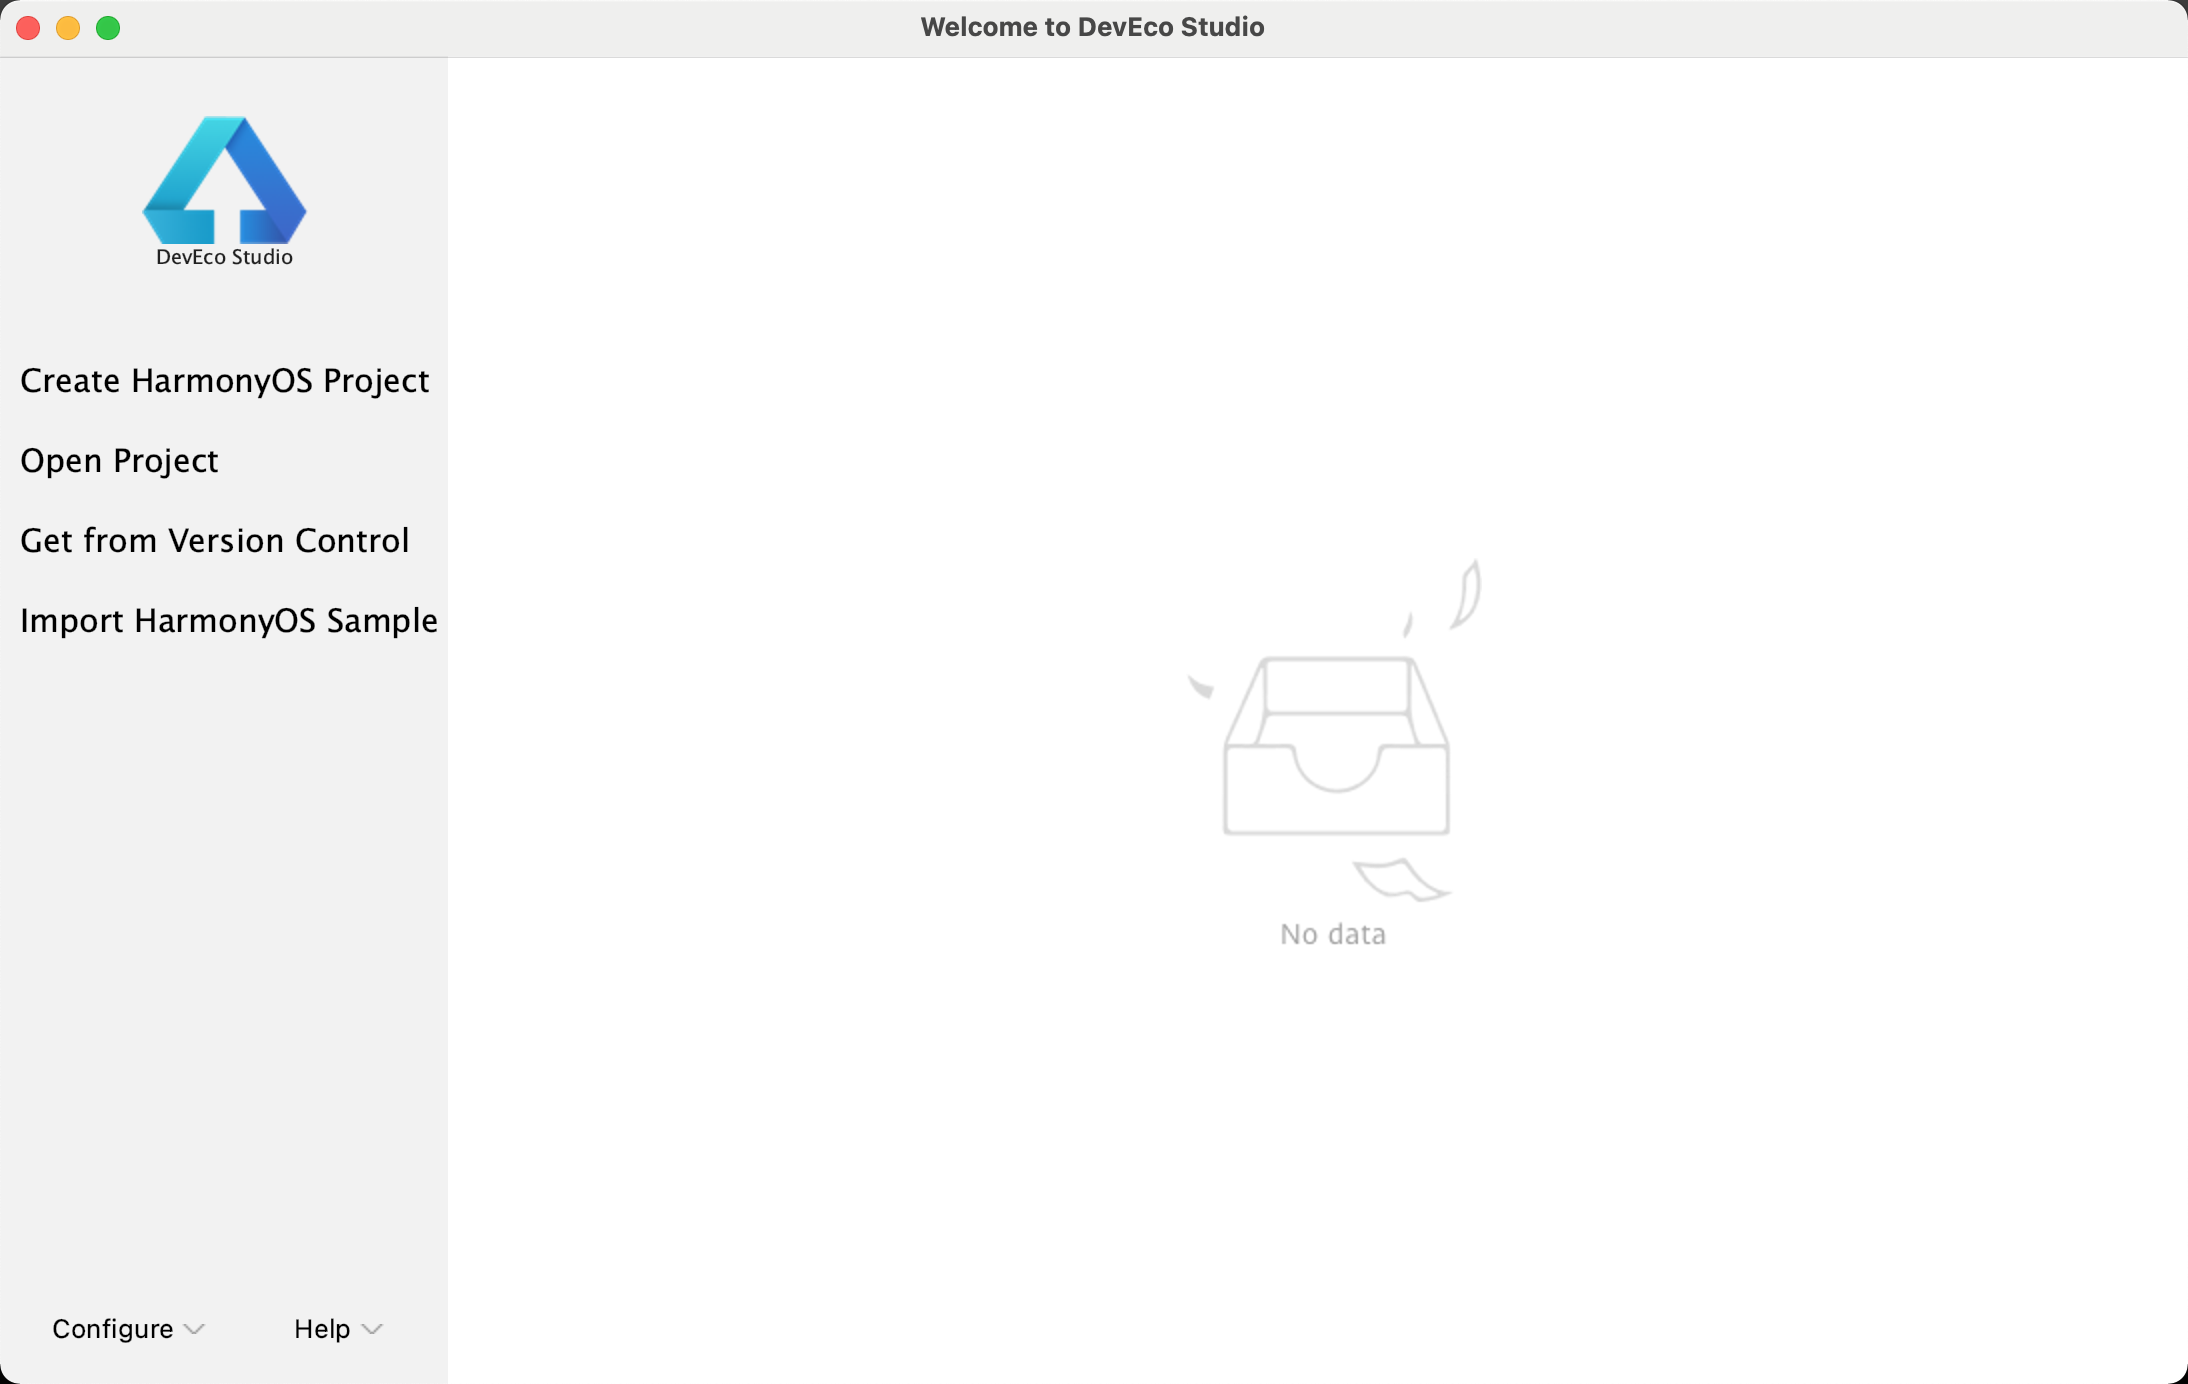 Welcome to DevEco Studio
DevEco Studio
Create HarmonyOS Project
Open Project
Get from Version Control
Import HarmonyOS Sample
No data
Configure
Help